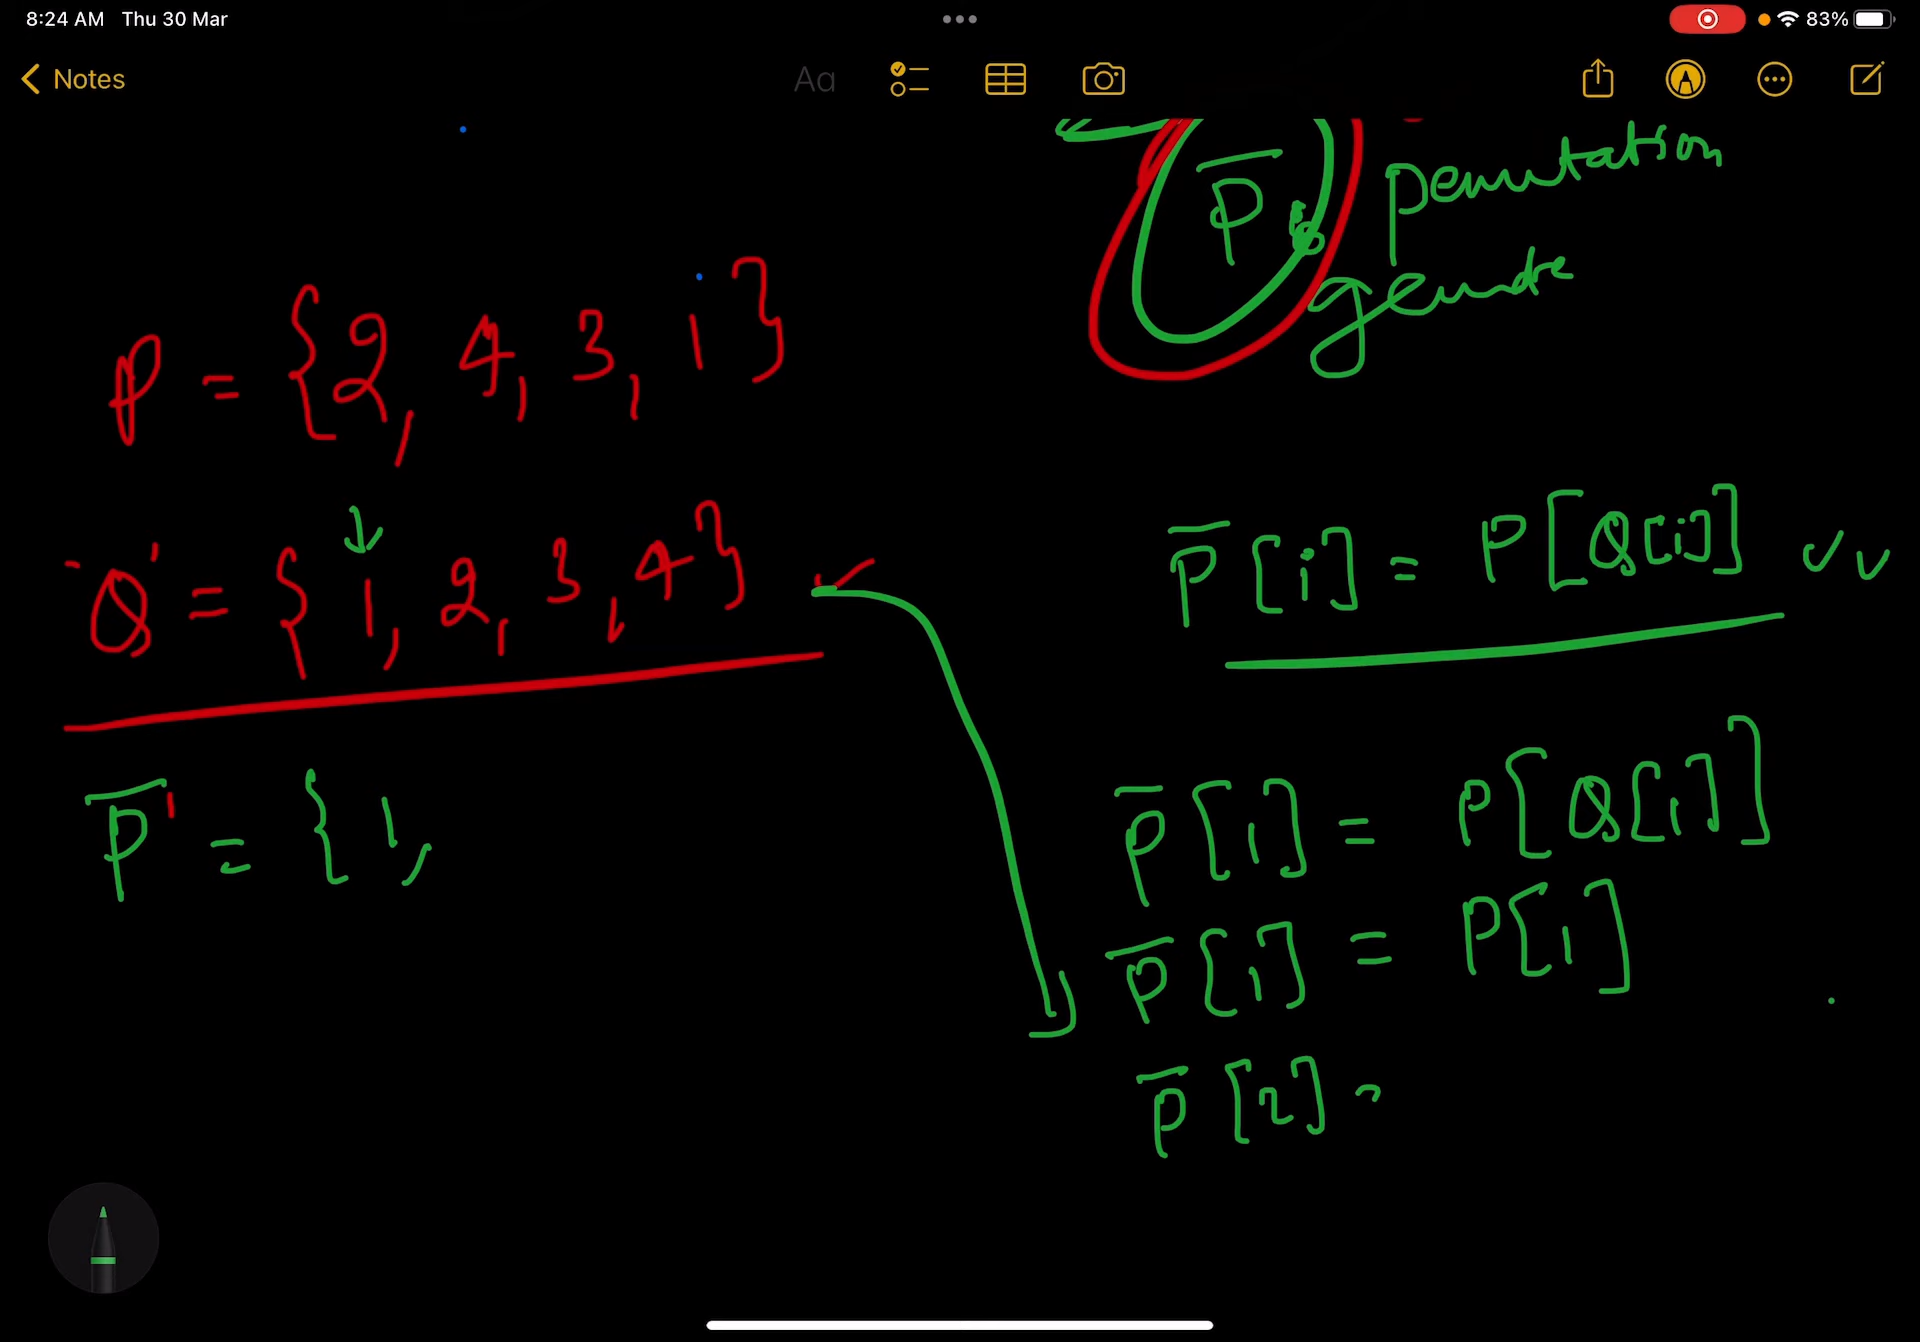 8:24 AM Thu 30 Mar
83%
Notes
Aa
P is permutation
P = {2, 4, 3, 1}
Q' = {1, 2, 3, 4}
P̅[i] = P[Q[i]]
P̅' = {1,
P̅[1] = P[Q[1]]
P̅[1] = P[1]
P̅[2] =